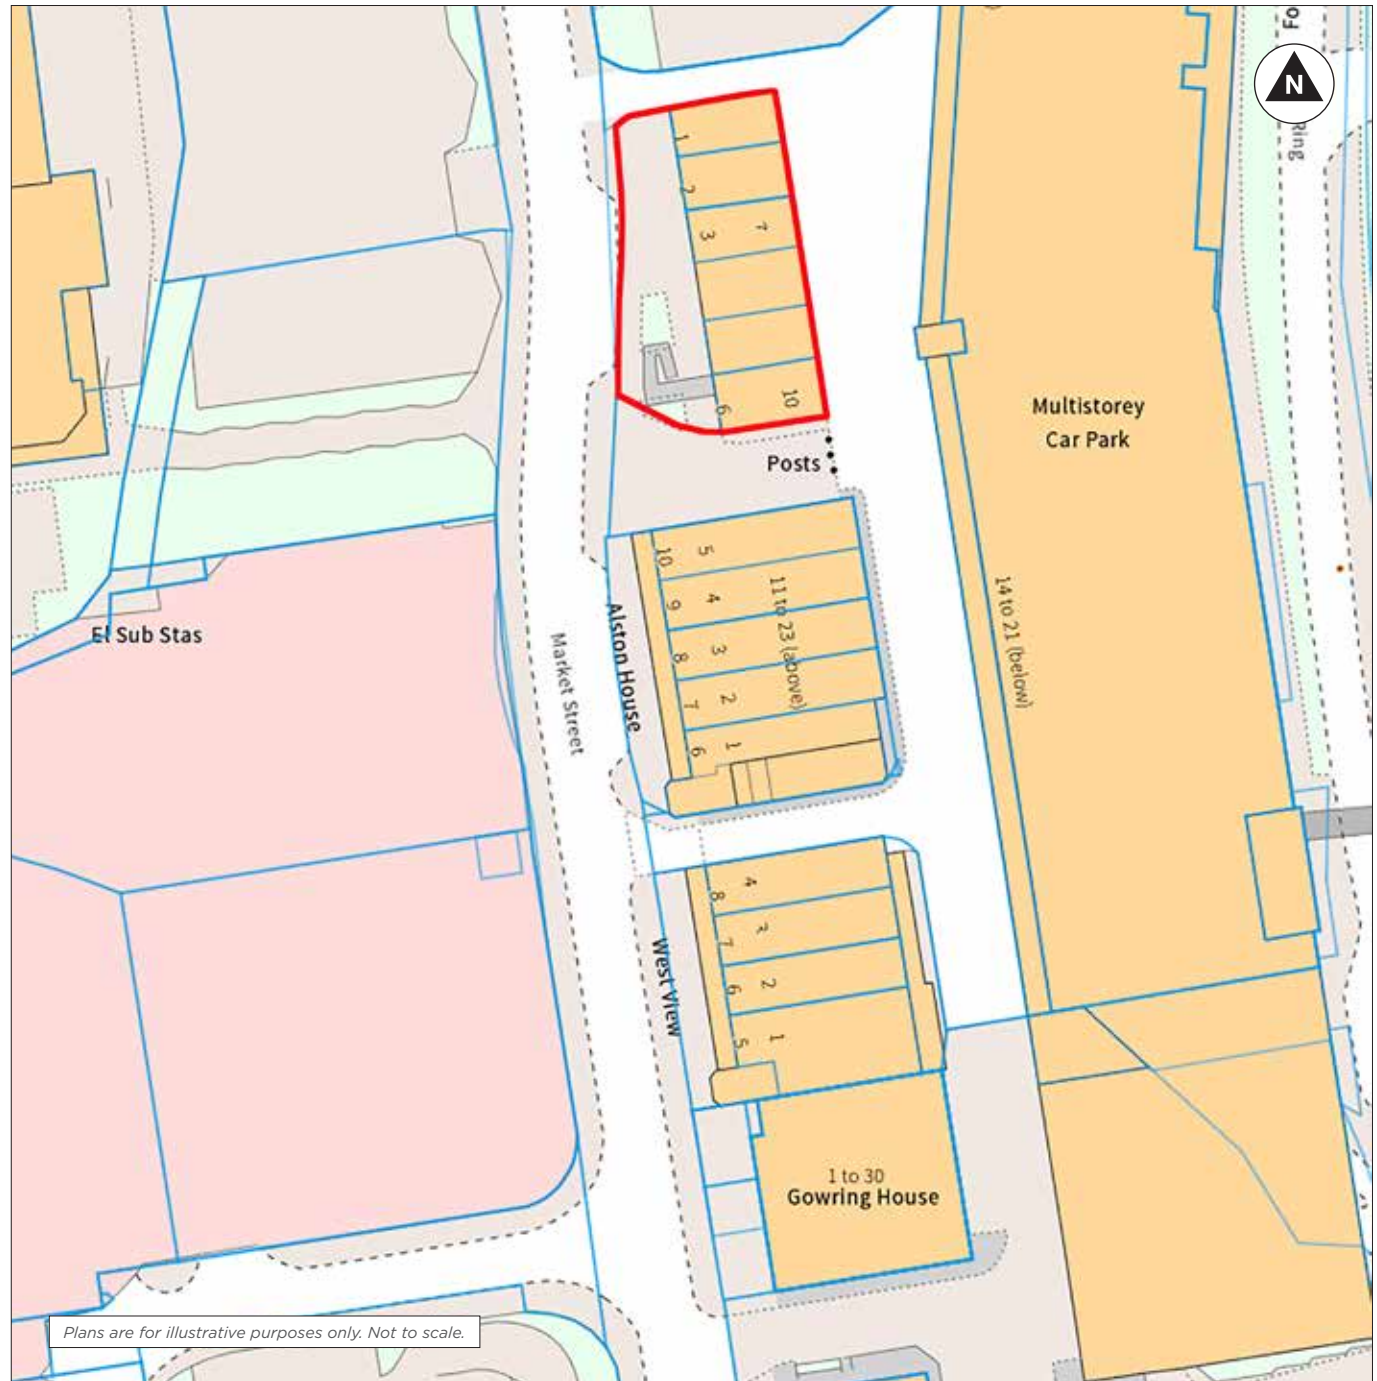 Fo
Ring
N
1
2
3
7
6
10
Multistorey
Car Park
Posts
10
5
9
4
8
3
7
2
6
1
11 to 23 (above)
14 to 21 (below)
Alston House
Market Street
El Sub Stas
8
4
7
3
6
2
5
1
West View
1 to 30
Gowring House
Plans are for illustrative purposes only. Not to scale.